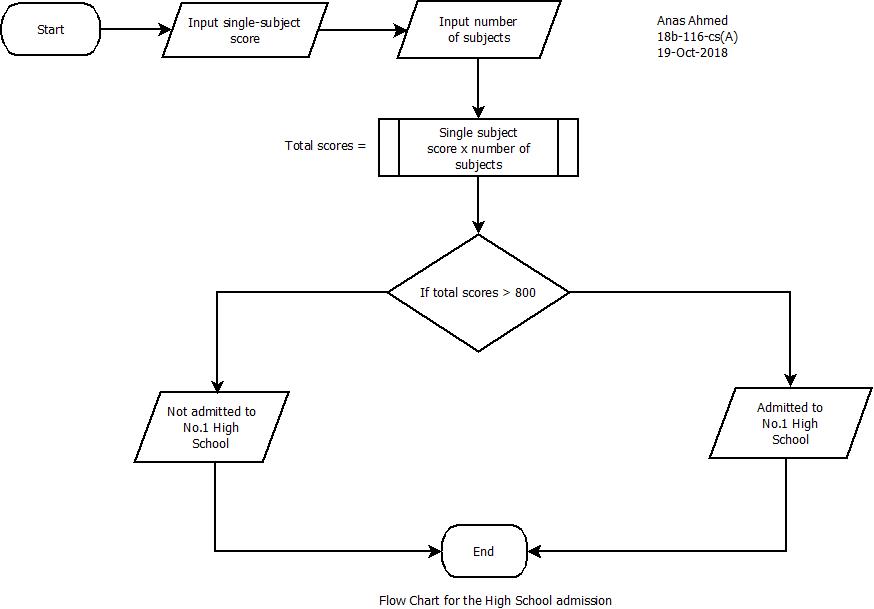 Start
Input single-subject
score
Input number
of subjects
Anas Ahmed
18b-116-cs(A)
19-Oct-2018
Total scores =
Single subject
score x number of
subjects
If total scores > 800
Not admitted to
No.1 High
School
Admitted to
No.1 High
School
End
Flow Chart for the High School admission